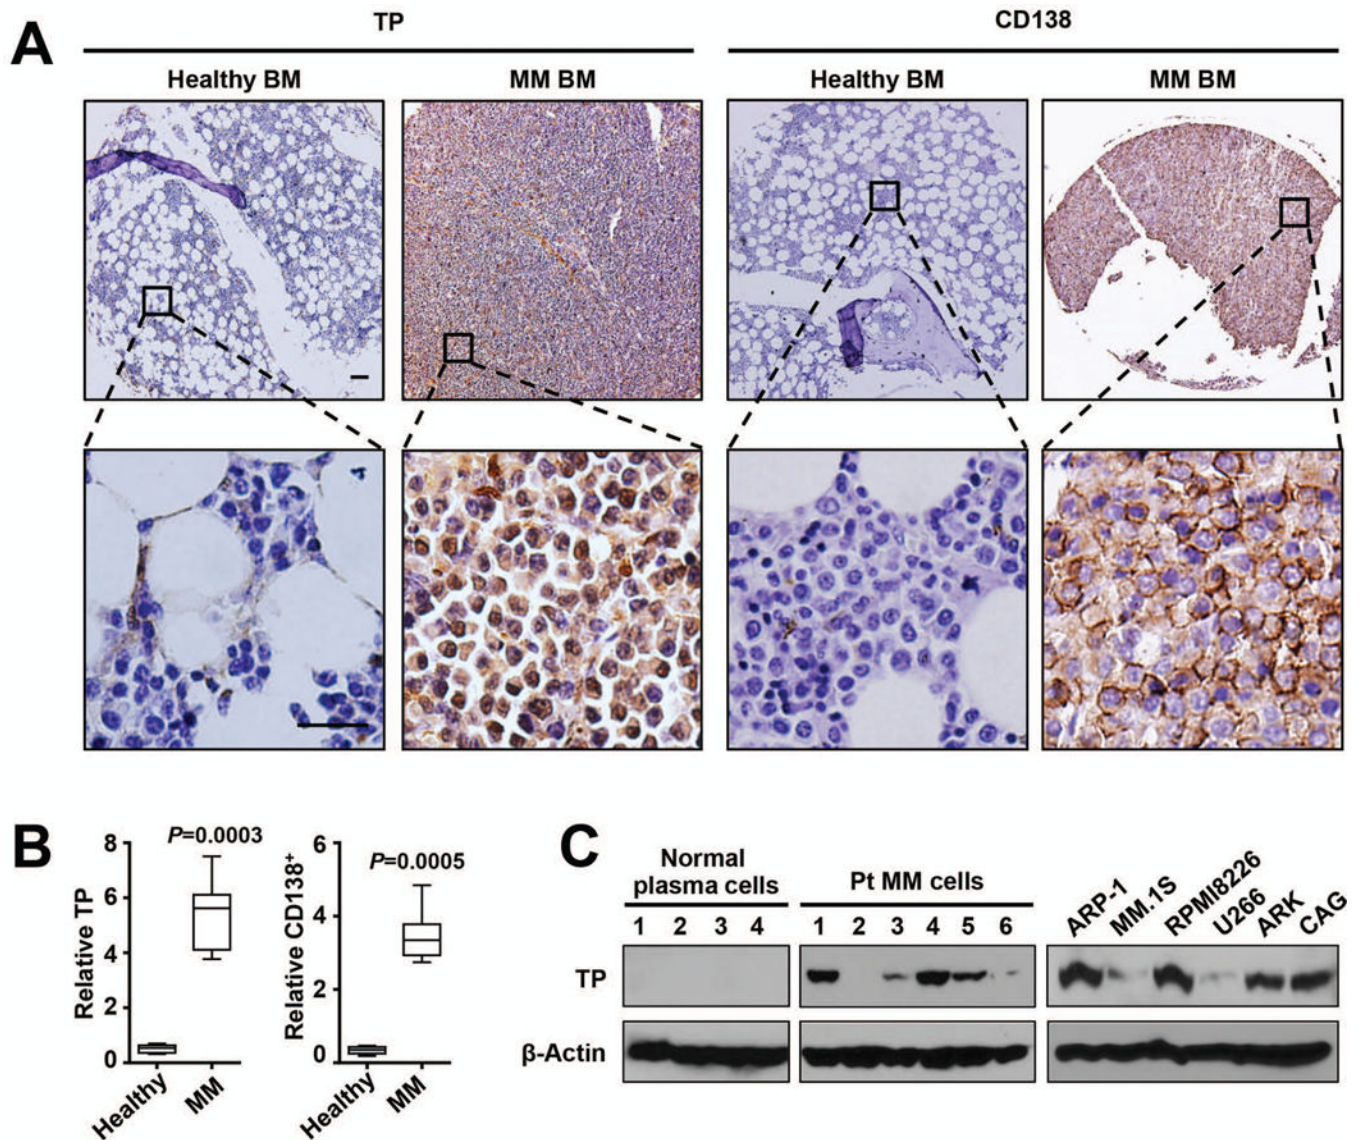 A
TP
CD138
Healthy BM
MM BM
Healthy BM
MM BM
B
8
6
4
2
0
Relative TP
P=0.0003
Healthy
MM
6
4
2
0
Relative CD138⁺
P=0.0005
Healthy
MM
C
Normal
plasma cells
1 2 3 4
Pt MM cells
1 2 3 4 5 6
ARP-1
MM.1S
RPMI8226
U266
ARK
CAG
TP
β-Actin